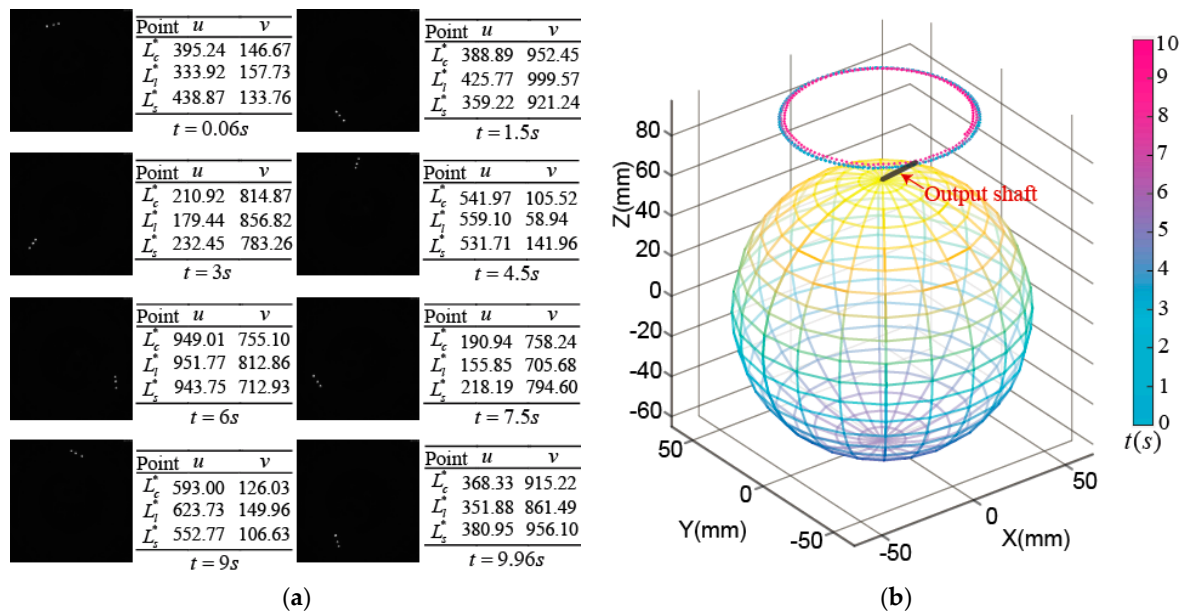 Point u v
L*c 395.24 146.67
L*l 333.92 157.73
L*s 438.87 133.76
t = 0.06s
Point u v
L*c 388.89 952.45
L*l 425.77 999.57
L*s 359.22 921.24
t = 1.5s
Point u v
L*c 210.92 814.87
L*l 179.44 856.82
L*s 232.45 783.26
t = 3s
Point u v
L*c 541.97 105.52
L*l 559.10 58.94
L*s 531.71 141.96
t = 4.5s
Point u v
L*c 949.01 755.10
L*l 951.77 812.86
L*s 943.75 712.93
t = 6s
Point u v
L*c 190.94 758.24
L*l 155.85 705.68
L*s 218.19 794.60
t = 7.5s
Point u v
L*c 593.00 126.03
L*l 623.73 149.96
L*s 552.77 106.63
t = 9s
Point u v
L*c 368.33 915.22
L*l 351.88 861.49
L*s 380.95 956.10
t = 9.96s
(a)
Z(mm)
80
60
40
20
0
-20
-40
-60
Output shaft
50
0
-50
Y(mm)
-50
0
50
X(mm)
10
9
8
7
6
5
4
3
2
1
0
t(s)
(b)